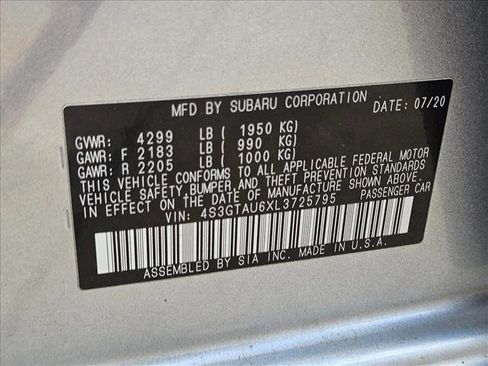 MFD BY SUBARU CORPORATION DATE: 07/20
GVWR: 4299 LB ( 1950 KG)
GAWR: F 2183 LB ( 990 KG)
GAWR: R 2205 LB ( 1000 KG)
THIS VEHICLE CONFORMS TO ALL APPLICABLE FEDERAL MOTOR
VEHICLE SAFETY, BUMPER, AND THEFT PREVENTION STANDARDS
IN EFFECT ON THE DATE OF MANUFACTURE SHOWN ABOVE.
VIN: 4S3GTAU6XL3725795 PASSENGER CAR
ASSEMBLED BY SIA INC. MADE IN U.S.A.